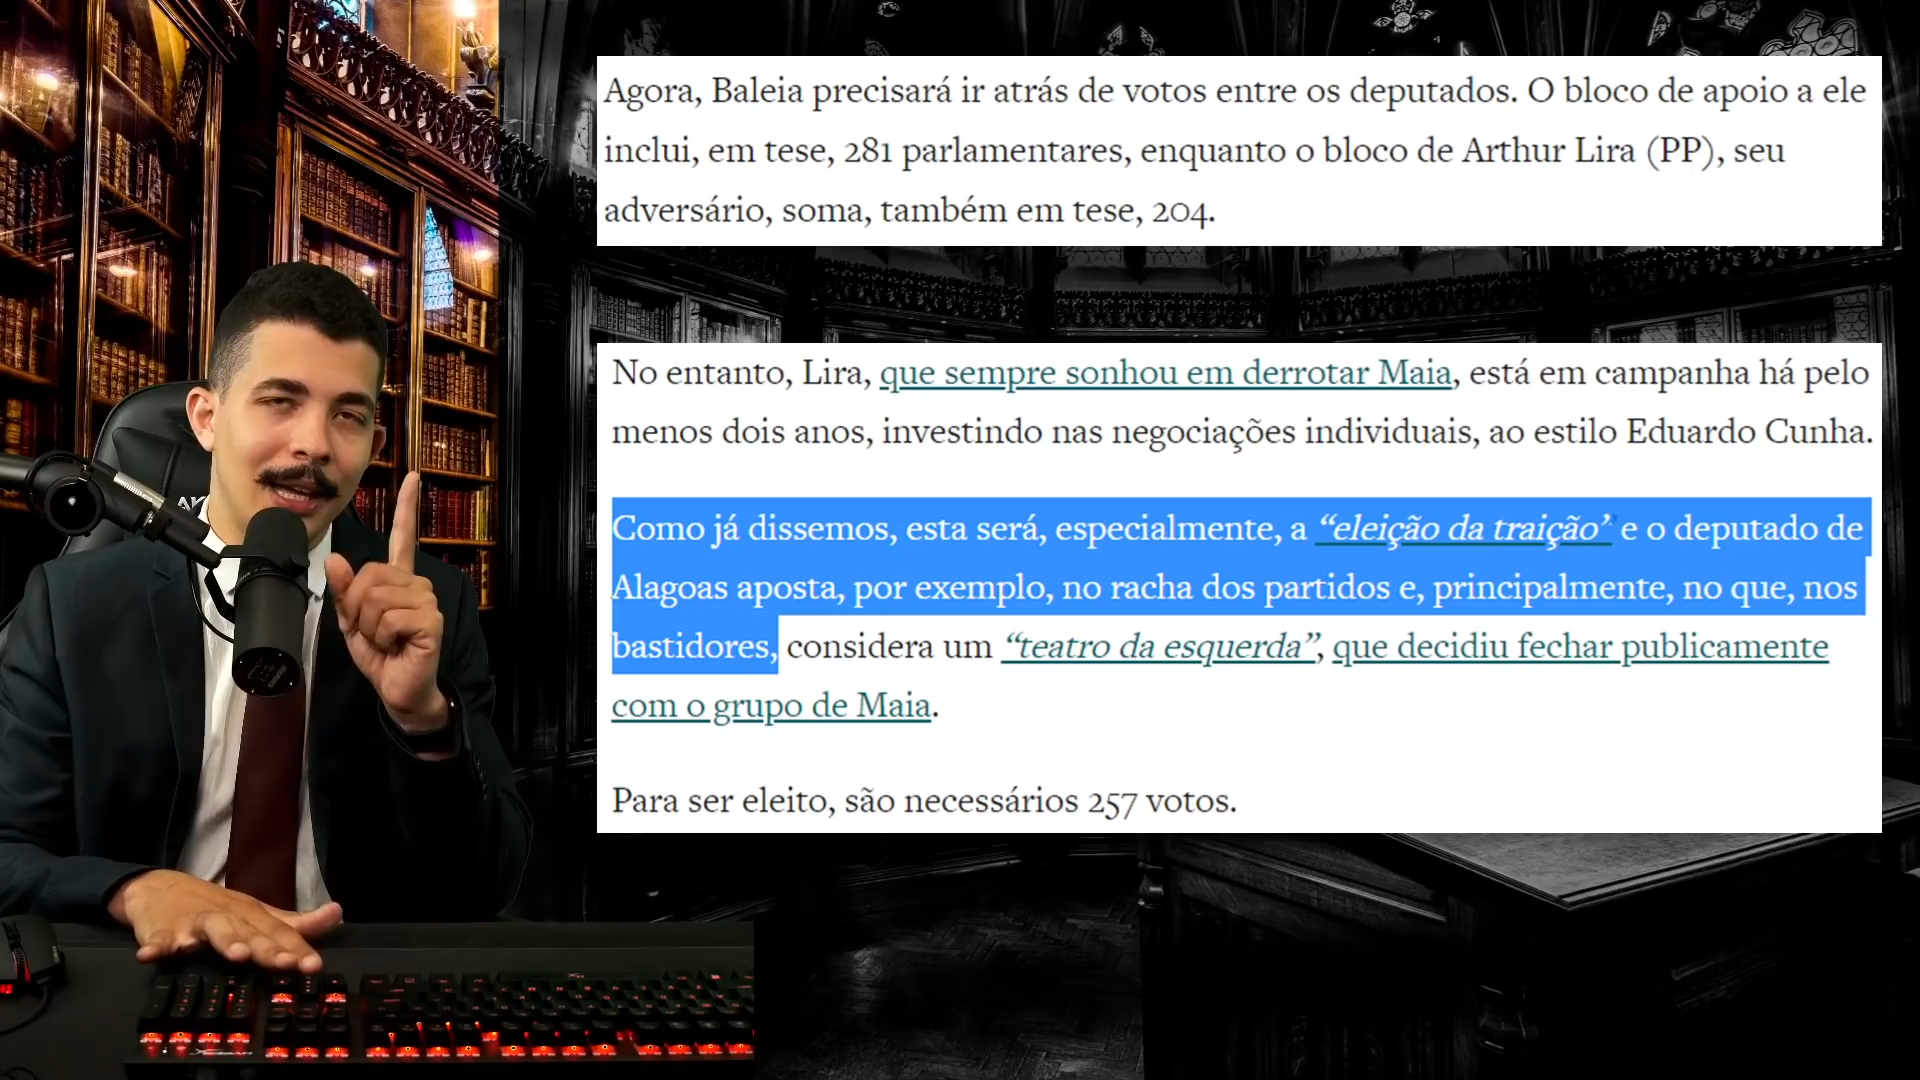 Agora, Baleia precisará ir atrás de votos entre os deputados. O bloco de apoio a ele
inclui, em tese, 281 parlamentares, enquanto o bloco de Arthur Lira (PP), seu
adversário, soma, também em tese, 204.
No entanto, Lira, que sempre sonhou em derrotar Maia, está em campanha há pelo
menos dois anos, investindo nas negociações individuais, ao estilo Eduardo Cunha.
Como já dissemos, esta será, especialmente, a “eleição da traição” e o deputado de
Alagoas aposta, por exemplo, no racha dos partidos e, principalmente, no que, nos
bastidores, considera um “teatro da esquerda”, que decidiu fechar publicamente
com o grupo de Maia.
Para ser eleito, são necessários 257 votos.